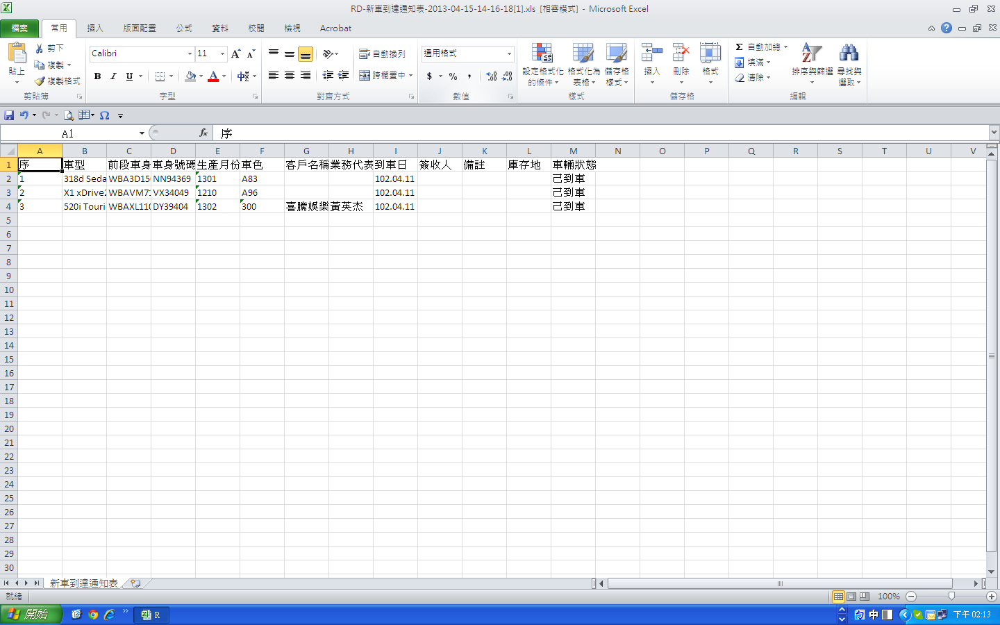 RD-新車到達通知表-2013-04-15-14-16-18[1].xls [相容模式] - Microsoft Excel
檔案 常用 插入 版面配置 公式 資料 校閱 檢視 Acrobat
貼上 剪下 複製 複製格式 剪貼簿
Calibri 11 B I U 中 字型
自動換列 跨欄置中 對齊方式
通用格式 $ % , 數值
設定格式化的條件 格式化為表格 儲存格樣式 樣式
插入 刪除 格式 儲存格
Σ 自動加總 填滿 清除 排序與篩選 尋找與選取 編輯
A1 fx 序
A B C D E F G H I J K L M N O P Q R S T U V
1 序 車型 前段車身 車身號碼 生產月份 車色 客戶名稱 業務代表 到車日 簽收人 備註 庫存地 車輛狀態
2 1 318d Seda WBA3D15 NN94369 1301 A83 102.04.11 己到車
3 2 X1 xDrive2 WBAVM71 VX34049 1210 A96 102.04.11 己到車
4 3 520i Touri WBAXL110 DY39404 1302 300 喜騰娛樂 黃英杰 102.04.11 己到車
5
6
7
8
9
10
11
12
13
14
15
16
17
18
19
20
21
22
23
24
25
26
27
28
29
30
新車到達通知表
就緒 100%
開始 R 中 下午 02:13